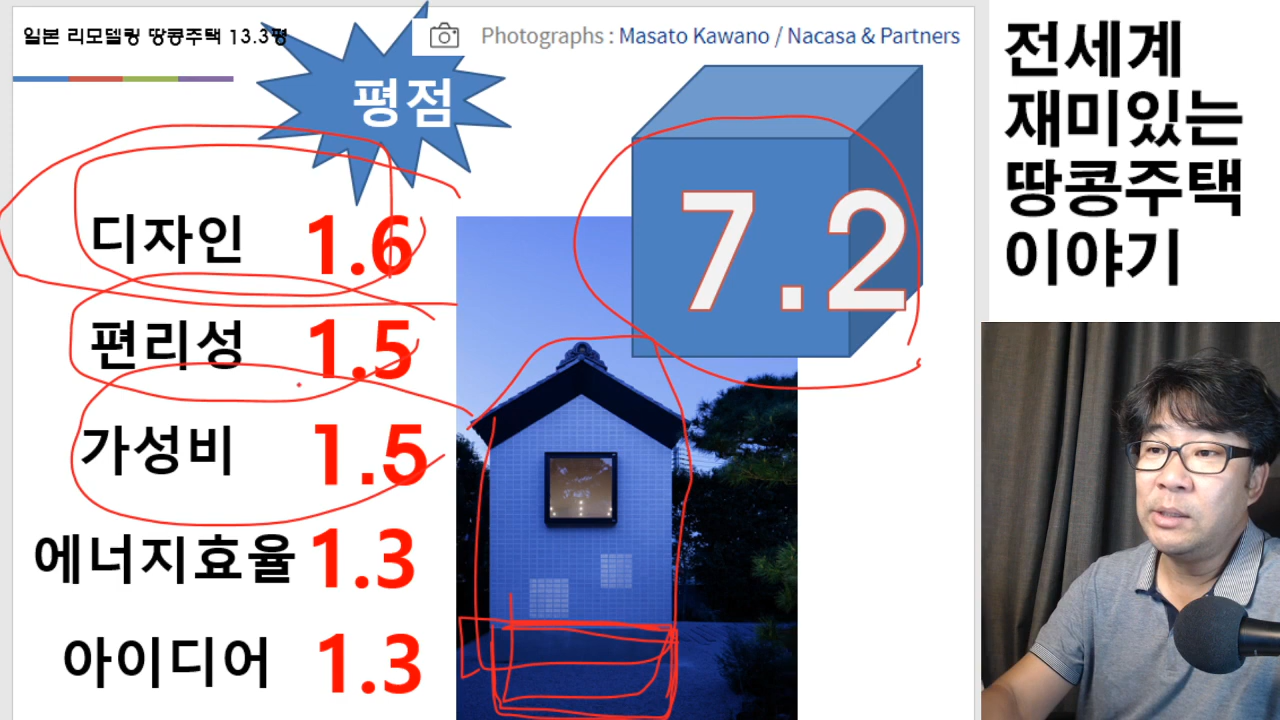 일본 리모델링 땅콩주택 13.3평
Photographs : Masato Kawano / Nacasa & Partners
평점
7.2
디자인 1.6
편리성 1.5
가성비 1.5
에너지효율 1.3
아이디어 1.3
전세계
재미있는
땅콩주택
이야기